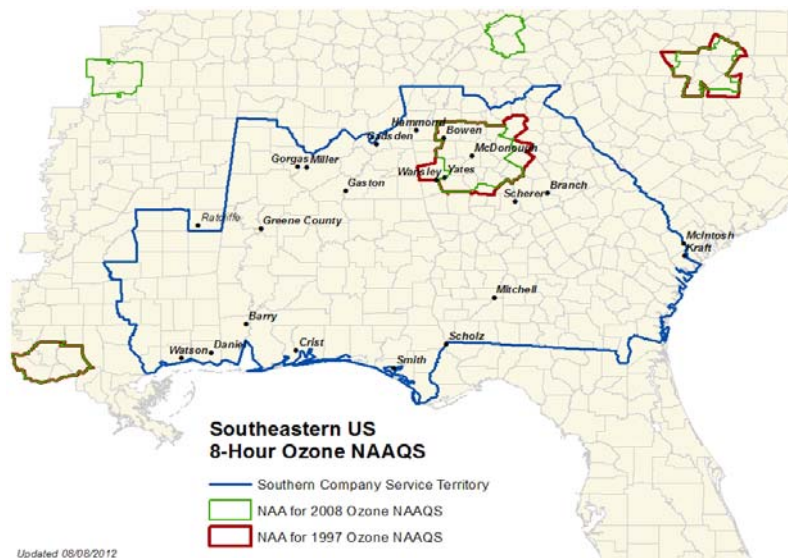 Hammond
Bowen
Gadsden
McDonough
Gorgas Miller
Wansley Yates
Gaston
Branch
Scherer
Ratcliffe
Greene County
McIntosh
Kraft
Mitchell
Barry
Scholz
Watson Daniel Crist
Smith
Southeastern US
8-Hour Ozone NAAQS
Southern Company Service Territory
NAA for 2008 Ozone NAAQS
NAA for 1997 Ozone NAAQS
Updated 08/08/2012